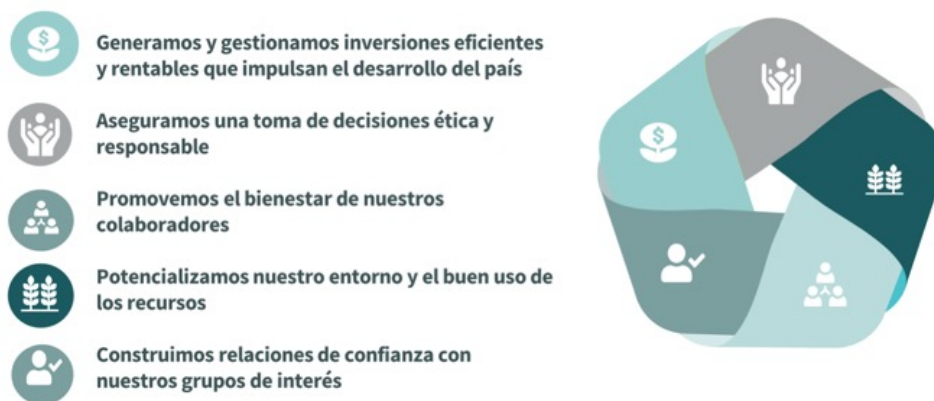 Generamos y gestionamos inversiones eficientes
y rentables que impulsan el desarrollo del país
Aseguramos una toma de decisiones ética y
responsable
Promovemos el bienestar de nuestros
colaboradores
Potencializamos nuestro entorno y el buen uso de
los recursos
Construimos relaciones de confianza con
nuestros grupos de interés